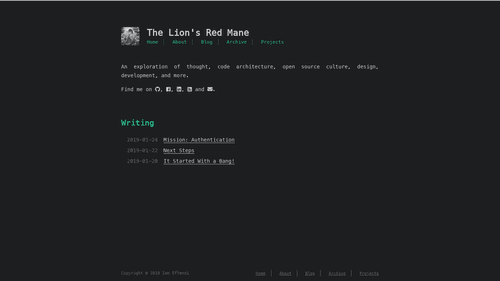 The Lion's Red Mane
Home | About | Blog | Archive | Projects
An exploration of thought, code architecture, open source culture, design,
development, and more.
Find me on , , , and .
Writing
2019-01-24 Mission: Authentication
2019-01-22 Next Steps
2019-01-20 It Started With a Bang!
Copyright © 2019 Ian
Home | About | Blog | Archive | Projects